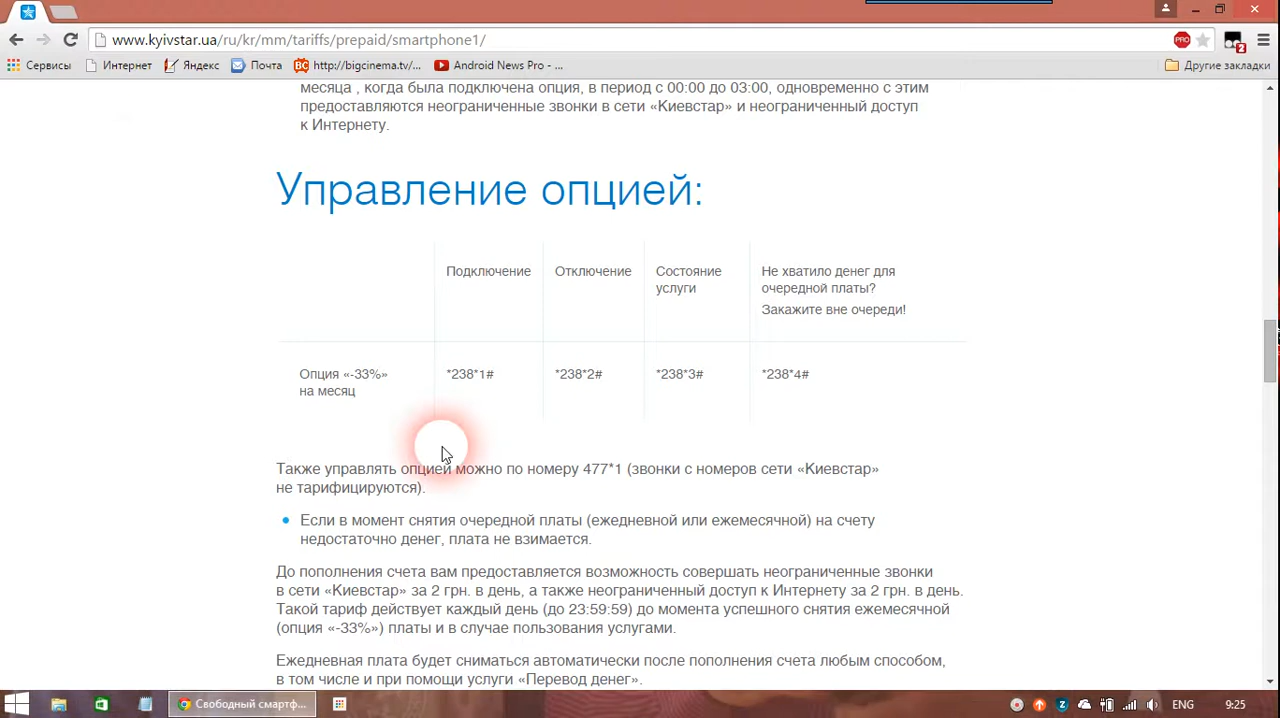 www.kyivstar.ua/ru/kr/mm/tariffs/prepaid/smartphone1/
PRO
2
Сервисы
Интернет
Яндекс
Почта
BC http://bigcinema.tv/...
Android News Pro - ...
Другие закладки
месяца , когда была подключена опция, в период с 00:00 до 03:00, одновременно с этим
предоставляются неограниченные звонки в сети «Киевстар» и неограниченный доступ
к Интернету.
Управление опцией:
Подключение
Отключение
Состояние
услуги
Не хватило денег для
очередной платы?
Закажите вне очереди!
Опция «-33%»
на месяц
*238*1#
*238*2#
*238*3#
*238*4#
Также управлять опцией можно по номеру 477*1 (звонки с номеров сети «Киевстар»
не тарифицируются).
Если в момент снятия очередной платы (ежедневной или ежемесячной) на счету
недостаточно денег, плата не взимается.
До пополнения счета вам предоставляется возможность совершать неограниченные звонки
в сети «Киевстар» за 2 грн. в день, а также неограниченный доступ к Интернету за 2 грн. в день.
Такой тариф действует каждый день (до 23:59:59) до момента успешного снятия ежемесячной
(опция «-33%») платы и в случае пользования услугами.
Ежедневная плата будет сниматься автоматически после пополнения счета любым способом,
в том числе и при помощи услуги «Перевод денег».
Свободный смартф...
ENG
9:25